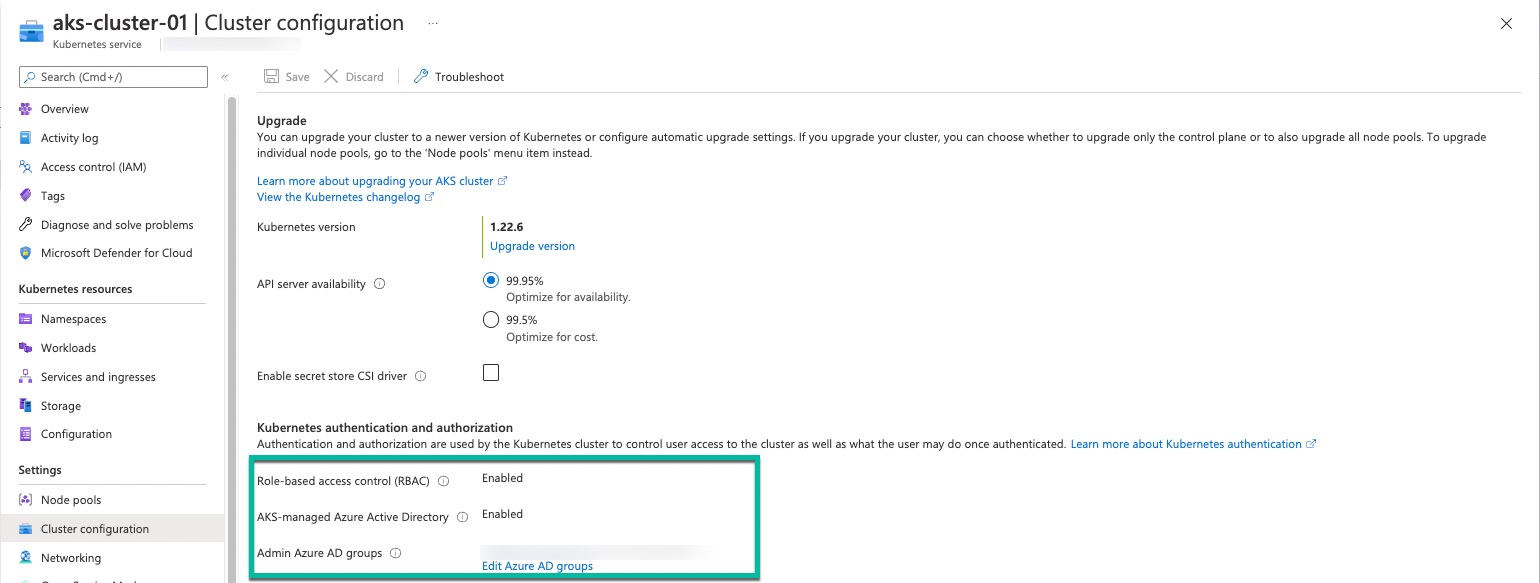 aks-cluster-01 | Cluster configuration ...
Kubernetes service
Search (Cmd+/)
«
Overview
Activity log
Access control (IAM)
Tags
Diagnose and solve problems
Microsoft Defender for Cloud
Kubernetes resources
Namespaces
Workloads
Services and ingresses
Storage
Configuration
Settings
Node pools
Cluster configuration
Networking
Save Discard Troubleshoot
Upgrade
You can upgrade your cluster to a newer version of Kubernetes or configure automatic upgrade settings. If you upgrade your cluster, you can choose whether to upgrade only the control plane or to also upgrade all node pools. To upgrade
individual node pools, go to the 'Node pools' menu item instead.
Learn more about upgrading your AKS cluster
View the Kubernetes changelog
Kubernetes version 1.22.6
Upgrade version
API server availability 99.95%
Optimize for availability.
99.5%
Optimize for cost.
Enable secret store CSI driver
Kubernetes authentication and authorization
Authentication and authorization are used by the Kubernetes cluster to control user access to the cluster as well as what the user may do once authenticated. Learn more about Kubernetes authentication
Role-based access control (RBAC) Enabled
AKS-managed Azure Active Directory Enabled
Admin Azure AD groups
Edit Azure AD groups